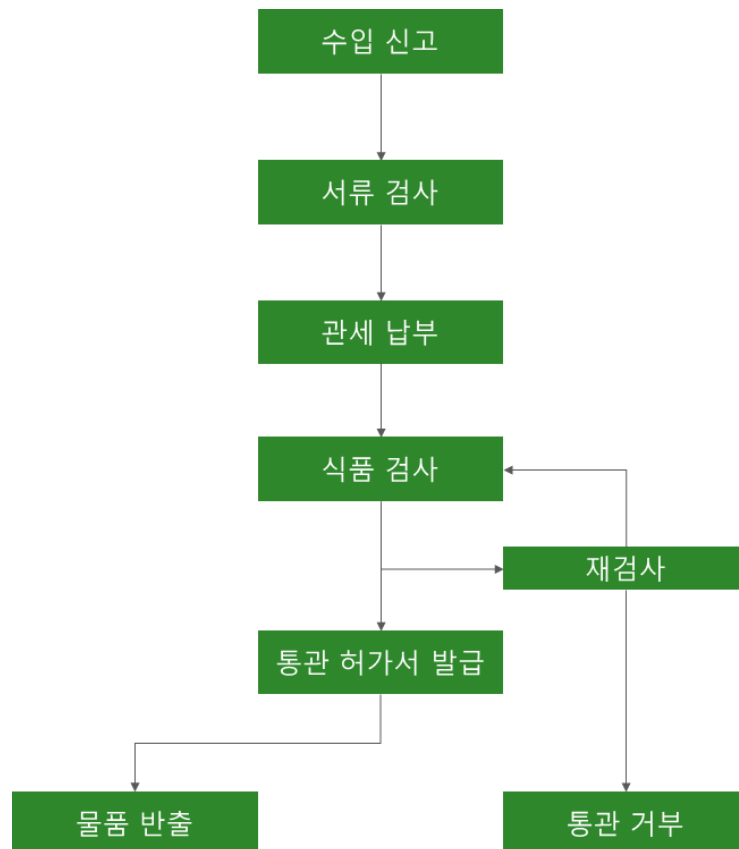 수입 신고
서류 검사
관세 납부
식품 검사
재검사
통관 허가서 발급
물품 반출
통관 거부